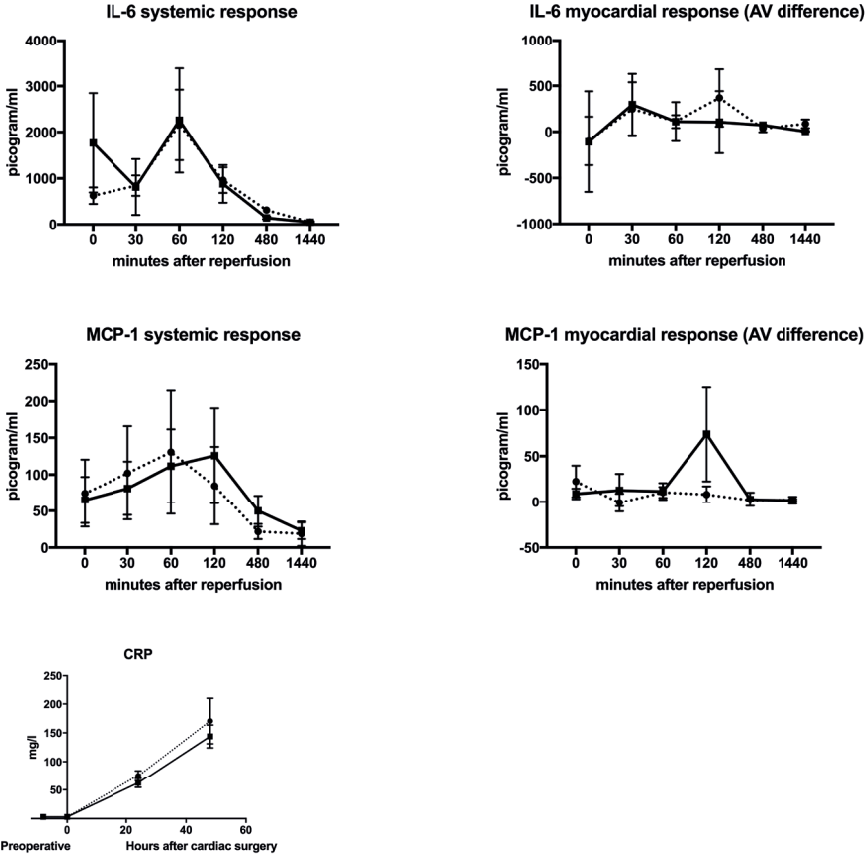 IL-6 systemic response
4000
3000
2000
1000
0
picogram/ml
0 30 60 120 480 1440
minutes after reperfusion
IL-6 myocardial response (AV difference)
1000
500
0
-500
-1000
picogram/ml
0 30 60 120 480 1440
minutes after reperfusion
MCP-1 systemic response
250
200
150
100
50
0
picogram/ml
0 30 60 120 480 1440
minutes after reperfusion
MCP-1 myocardial response (AV difference)
150
100
50
0
-50
picogram/ml
0 30 60 120 480 1440
minutes after reperfusion
CRP
250
200
150
100
50
mg/l
0 20 40 60
Preoperative Hours after cardiac surgery